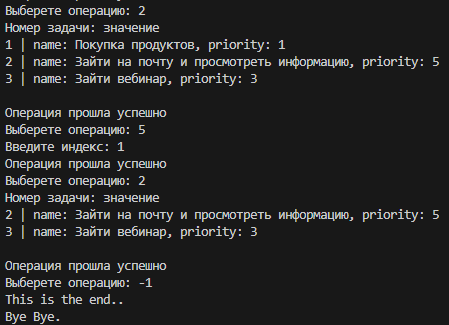 Выберете операцию: 2
Номер задачи: значение
1 | name: Покупка продуктов, priority: 1
2 | name: Зайти на почту и просмотреть информацию, priority: 5
3 | name: Зайти вебинар, priority: 3

Операция прошла успешно
Выберете операцию: 5
Введите индекс: 1
Операция прошла успешно
Выберете операцию: 2
Номер задачи: значение
2 | name: Зайти на почту и просмотреть информацию, priority: 5
3 | name: Зайти вебинар, priority: 3

Операция прошла успешно
Выберете операцию: -1
This is the end..
Bye Bye.